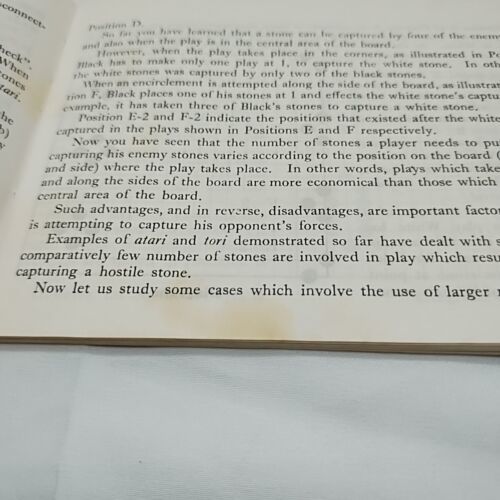 connect-
heck".
When
ones
tari.
he
b)
y
Position D.
So far you have learned that a stone can be captured by four of the enem
and also when the play is in the central area of the board.
However, when the play takes place in the corners, as illustrated in Po
Black has to make only one play at 1, to capture the white stone. In oth
the white stones was captured by only two of the black stones.
When an encirclement is attempted along the side of the board, as illustrat
tion F, Black places one of his stones at 1 and effects the white stone's captu
example, it has taken three of Black's stones to capture a white stone.
Position E-2 and F-2 indicate the positions that existed after the white
captured in the plays shown in Positions E and F respectively.
Now you have seen that the number of stones a player needs to pu
capturing his enemy stones varies according to the position on the board (
and side) where the play takes place. In other words, plays which take
and along the sides of the board are more economical than those which
central area of the board.
Such advantages, and in reverse, disadvantages, are important factor
is attempting to capture his opponent's forces.
Examples of atari and tori demonstrated so far have dealt with s
comparatively few number of stones are involved in play which resu
capturing a hostile stone.
Now let us study some cases which involve the use of larger n